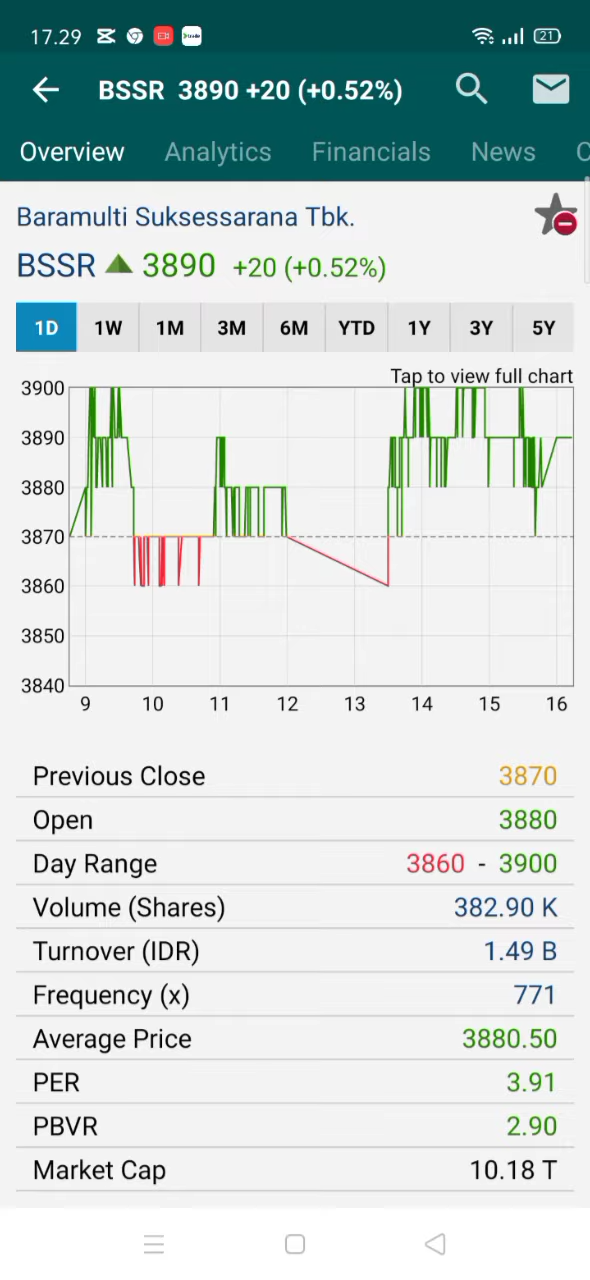 17.29
21
BSSR 3890 +20 (+0.52%)
Overview Analytics Financials News C
Baramulti Suksessarana Tbk.
BSSR 3890 +20 (+0.52%)
1D 1W 1M 3M 6M YTD 1Y 3Y 5Y
Tap to view full chart
3900
3890
3880
3870
3860
3850
3840
9 10 11 12 13 14 15 16
Previous Close 3870
Open 3880
Day Range 3860 - 3900
Volume (Shares) 382.90 K
Turnover (IDR) 1.49 B
Frequency (x) 771
Average Price 3880.50
PER 3.91
PBVR 2.90
Market Cap 10.18 T